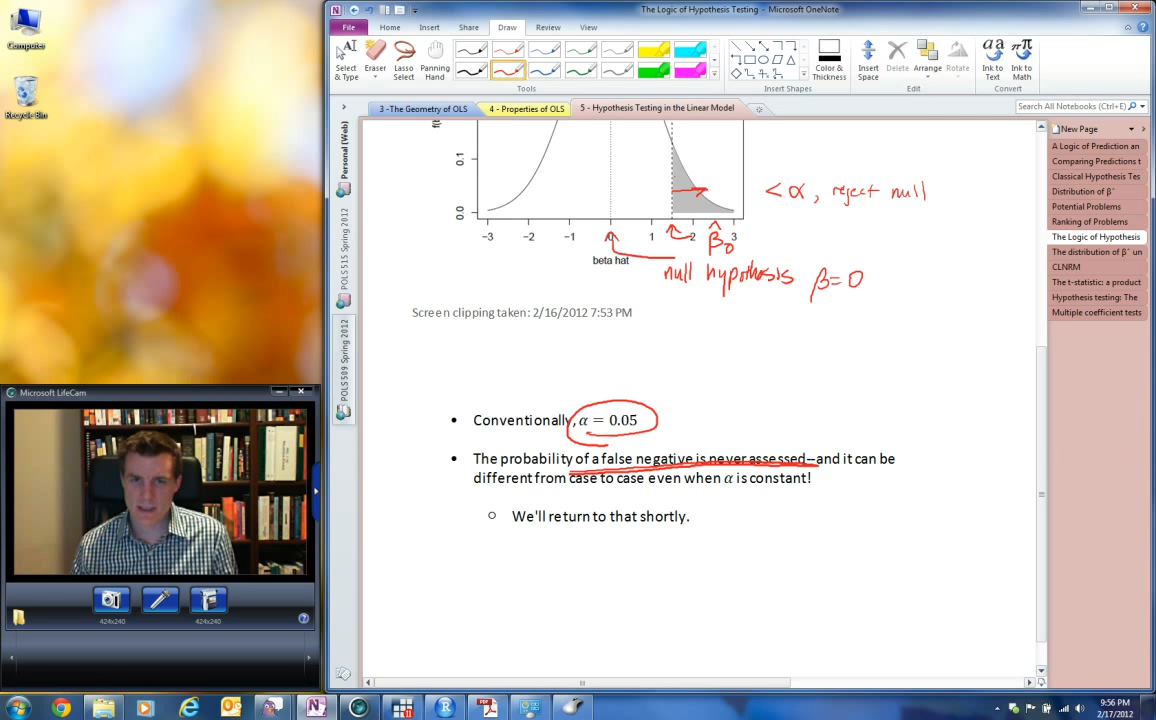 The Logic of Hypothesis Testing - Microsoft OneNote
Computer
Recycle Bin
File Home Insert Share Draw Review View
Select & Type
Eraser
Lasso Select
Panning Hand
Color & Thickness
Insert Space
Delete
Arrange
Rotate
Ink to Text
Ink to Math
Tools
Insert Shapes
Edit
Convert
3 -The Geometry of OLS
4 - Properties of OLS
5 - Hypothesis Testing in the Linear Model
Search All Notebooks (Ctrl+E)
Personal (Web)
POLS 515 Spring 2012
POLS 509 Spring 2012
New Page
A Logic of Prediction an
Comparing Predictions t
Classical Hypothesis Tes
Distribution of β^
Potential Problems
Ranking of Problems
The Logic of Hypothesis
The distribution of β^ un
CLNRM
The t-statistic: a product
Hypothesis testing: The
Multiple coefficient tests
0.1
0.0
−3 −2 −1 0 1 2 3
beta hat
< α, reject null
β̂0
null hypothesis β=0
Screen clipping taken: 2/16/2012 7:53 PM
• Conventionally, α = 0.05
• The probability of a false negative is never assessed–and it can be
different from case to case even when α is constant!
○ We'll return to that shortly.
Microsoft LifeCam
424x240
424x240
9:56 PM
2/17/2012